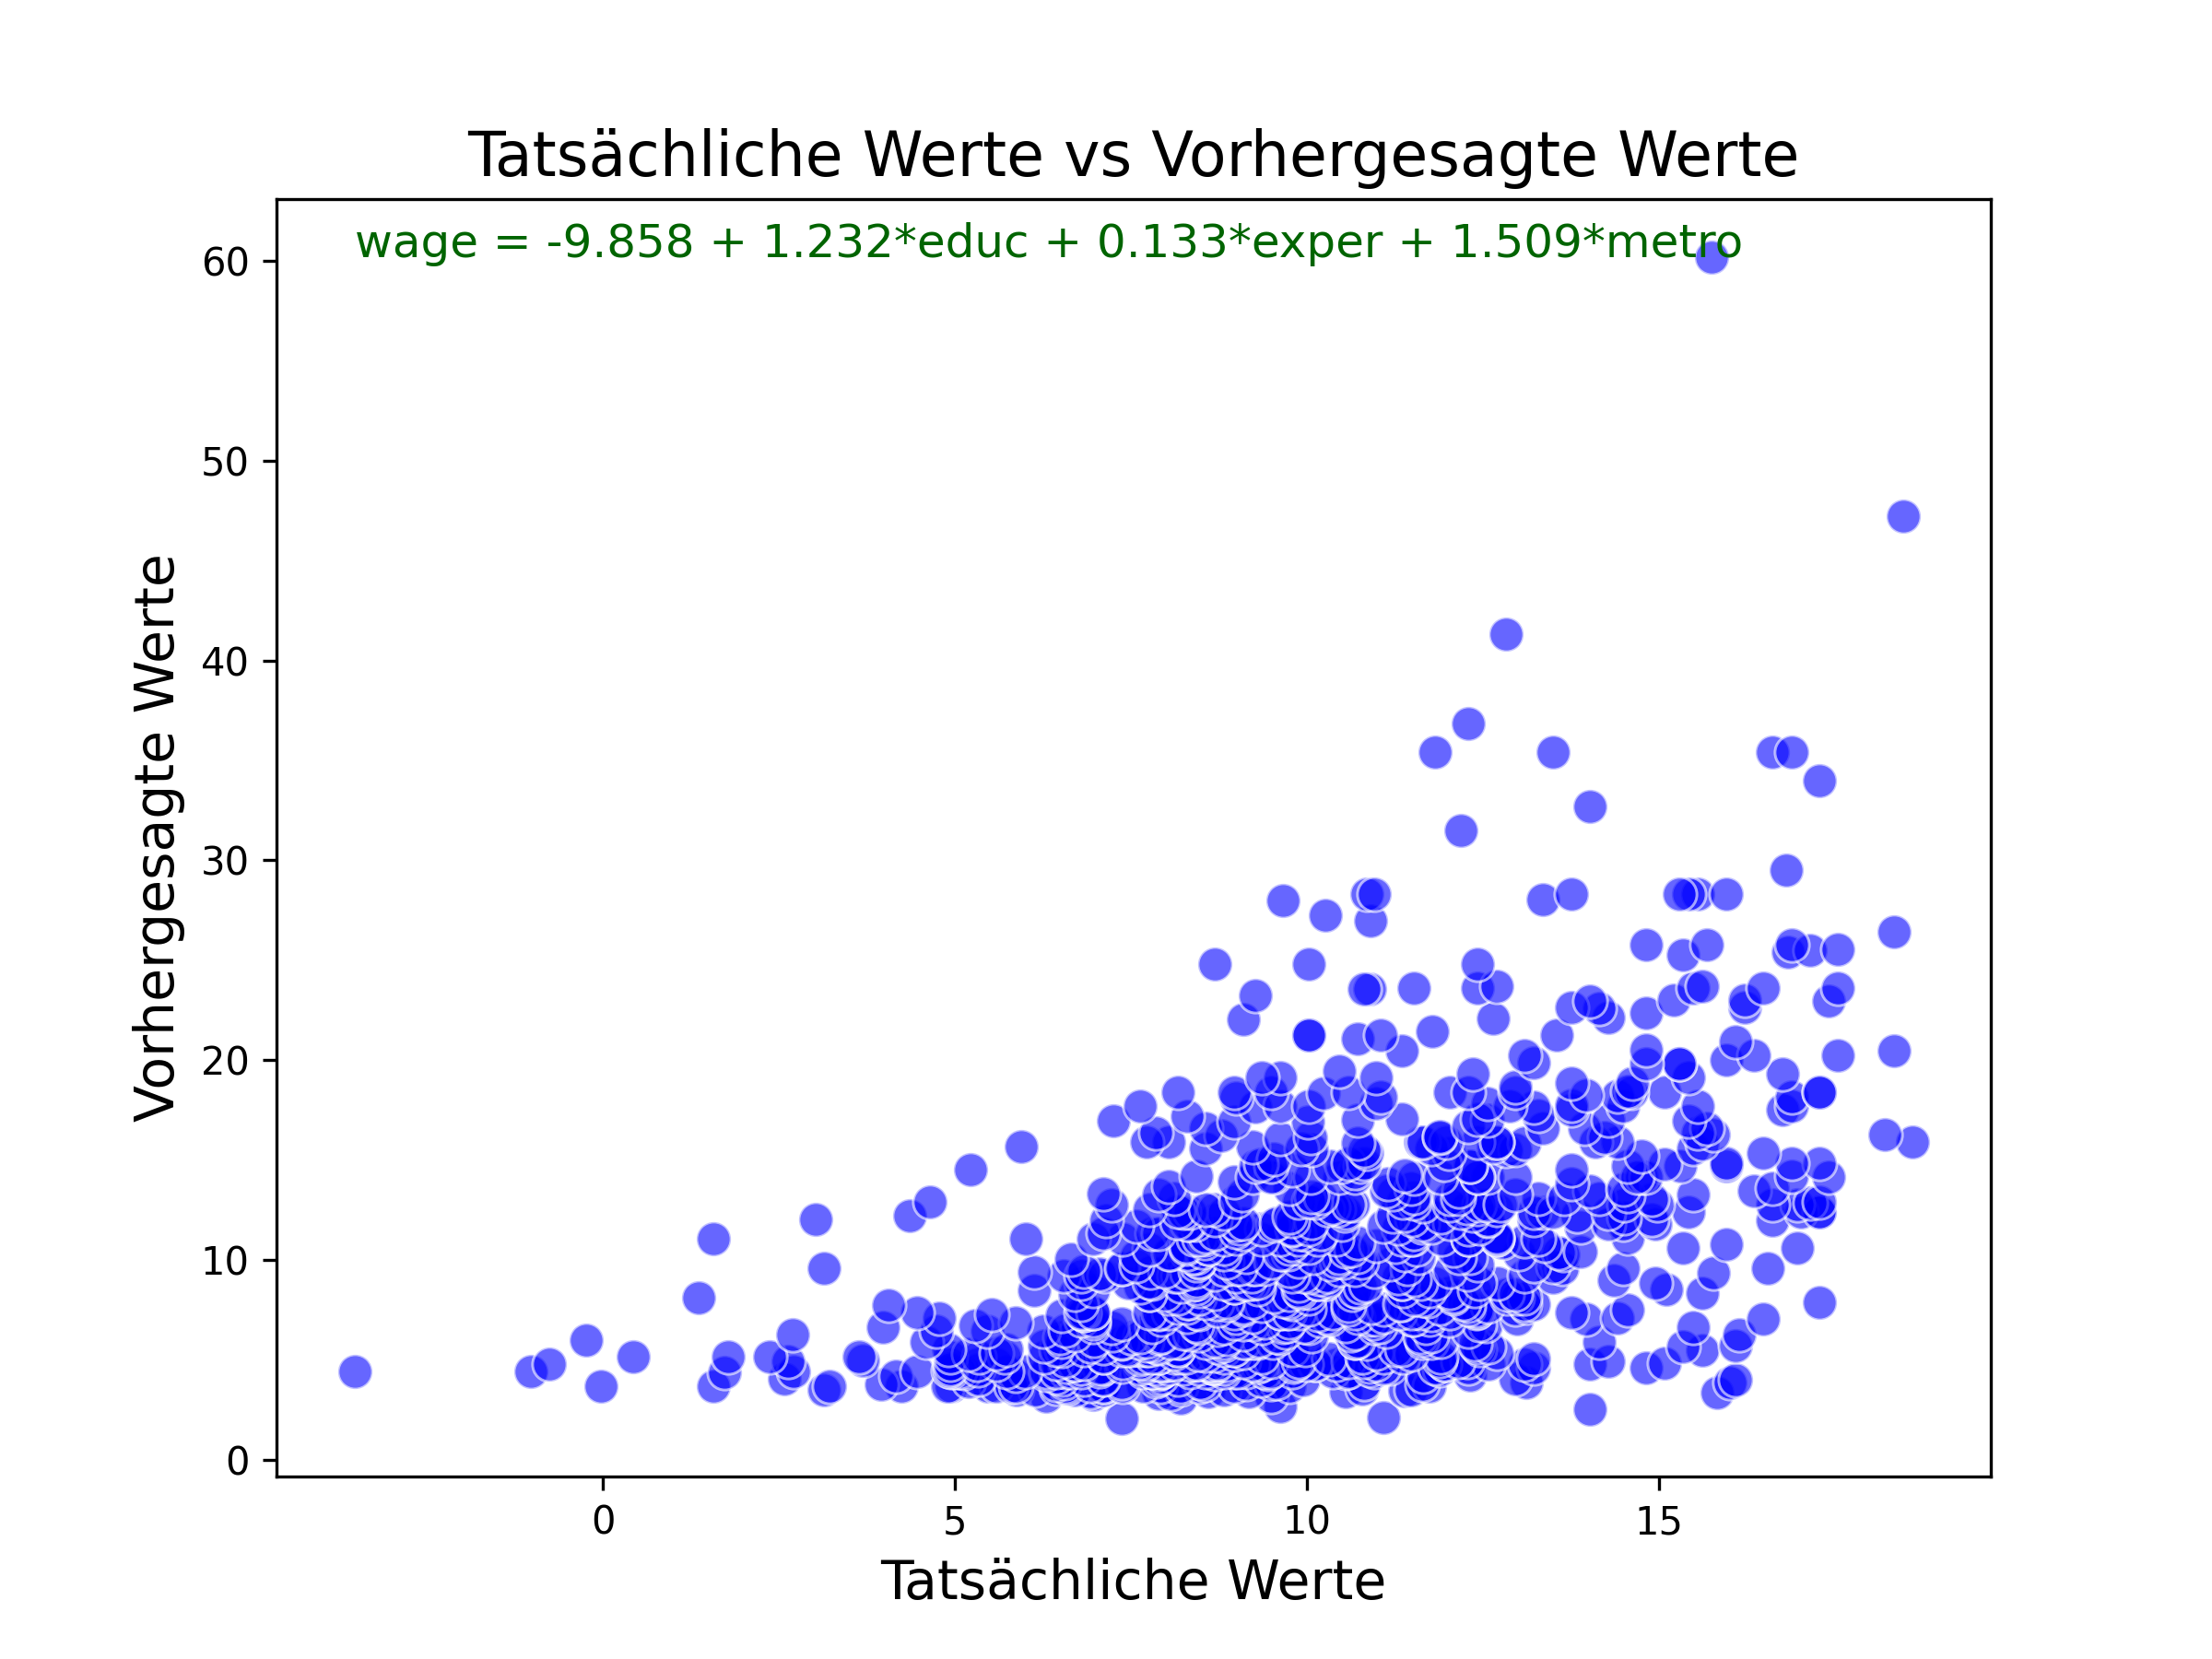 Tatsächliche Werte vs Vorhergesagte Werte
wage = -9.858 + 1.232*educ + 0.133*exper + 1.509*metro
60
50
40
30
20
10
0
Vorhergesagte Werte
0 5 10 15
Tatsächliche Werte